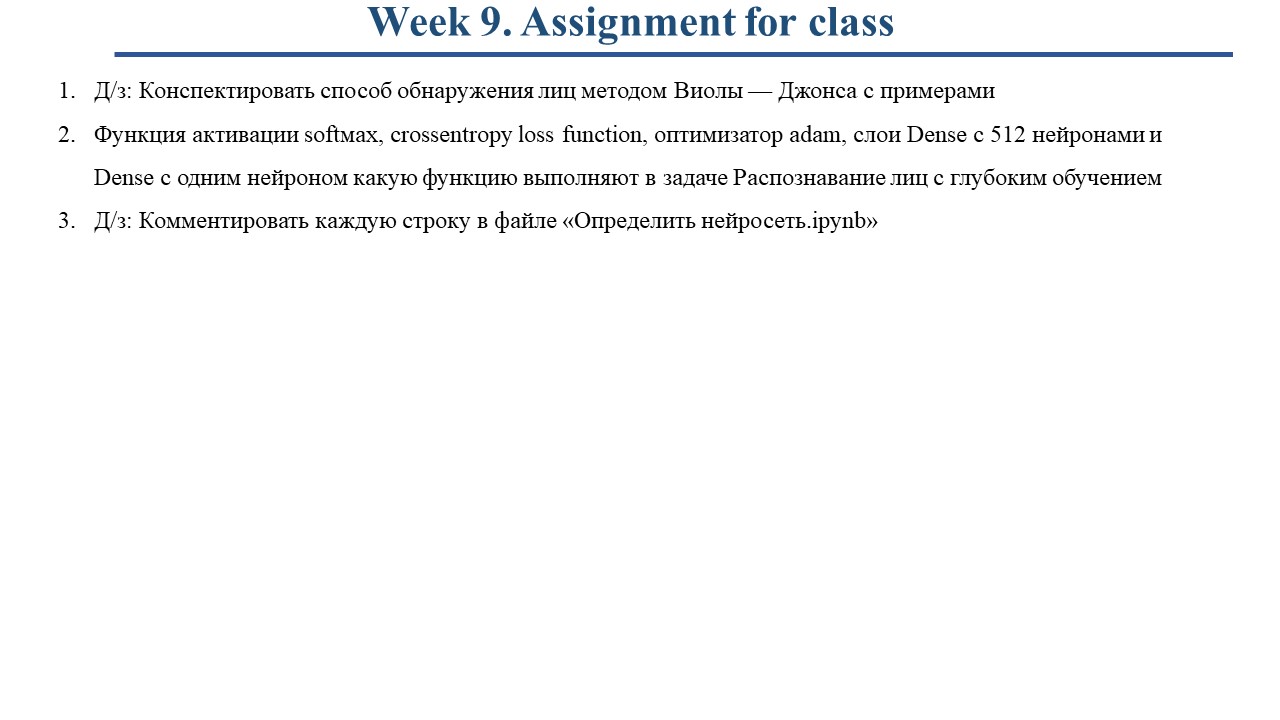 Week 9. Assignment for class
1. Д/з: Конспектировать способ обнаружения лиц методом Виолы — Джонса с примерами
2. Функция активации softmax, crossentropy loss function, оптимизатор adam, слои Dense с 512 нейронами и
Dense с одним нейроном какую функцию выполняют в задаче Распознавание лиц с глубоким обучением
3. Д/з: Комментировать каждую строку в файле «Определить нейросеть.ipynb»